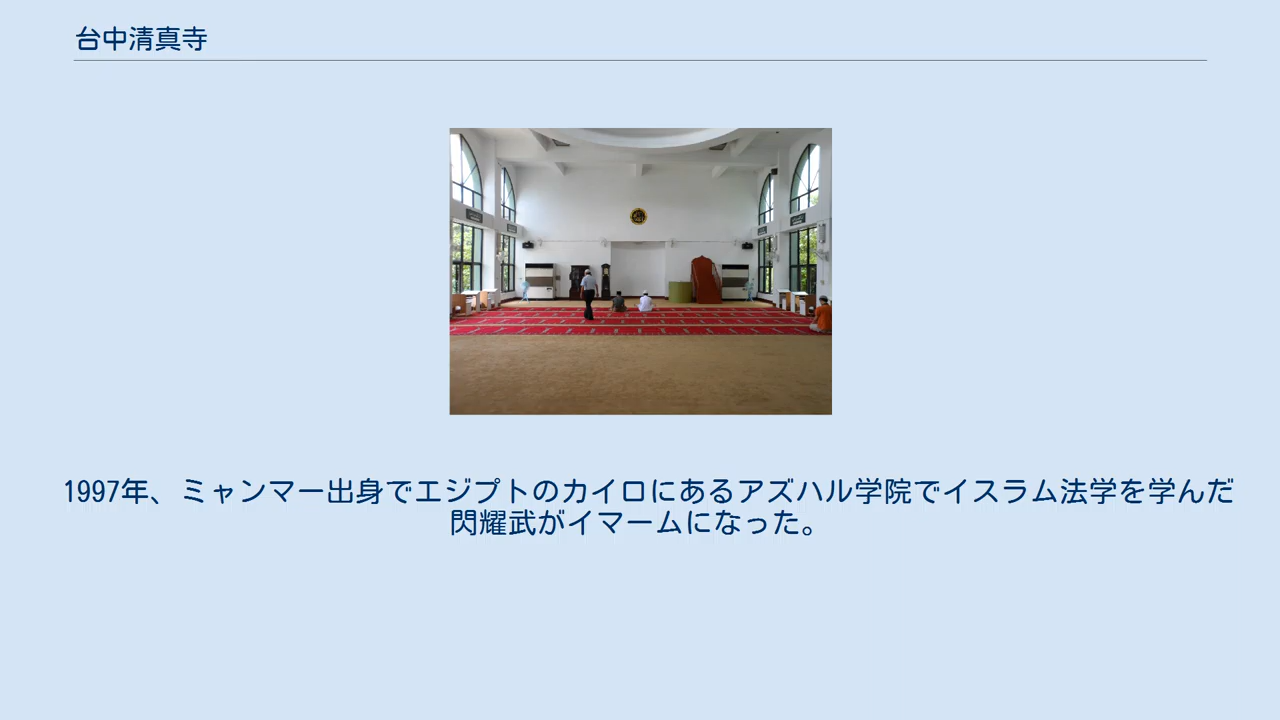 台中清真寺
1997年、ミャンマー出身でエジプトのカイロにあるアズハル学院でイスラム法学を学んだ
閃耀武がイマームになった。